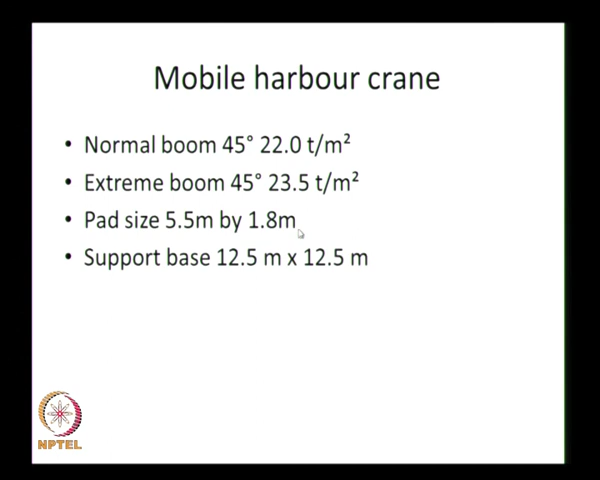 Mobile harbour crane
• Normal boom 45° 22.0 t/m²
• Extreme boom 45° 23.5 t/m²
• Pad size 5.5m by 1.8m
• Support base 12.5 m x 12.5 m
NPTEL